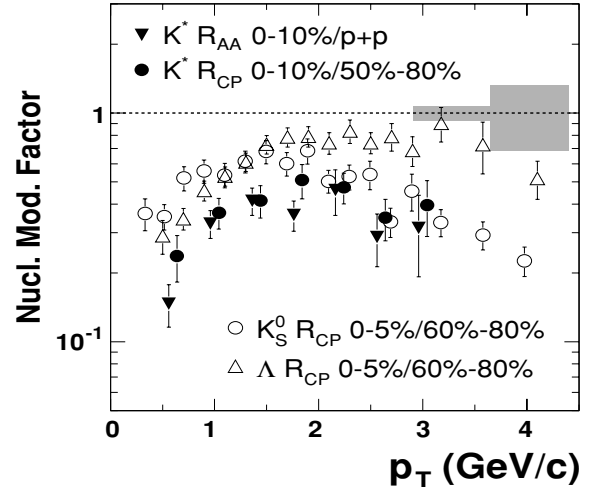 K* R_AA 0-10%/p+p
K* R_CP 0-10%/50%-80%
Nucl. Mod. Factor
1
10⁻¹
K⁰_S R_CP 0-5%/60%-80%
Λ R_CP 0-5%/60%-80%
0 1 2 3 4
p_T (GeV/c)